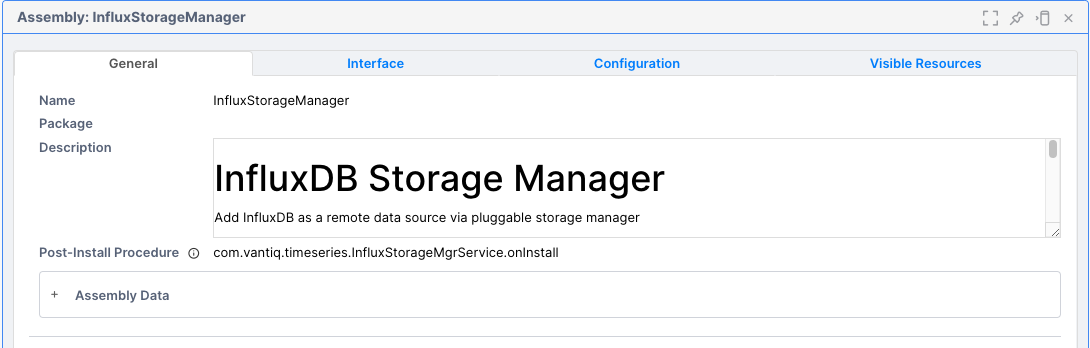 Assembly: InfluxStorageManager
General Interface Configuration Visible Resources
Name InfluxStorageManager
Package
Description
InfluxDB Storage Manager
Add InfluxDB as a remote data source via pluggable storage manager
Post-Install Procedure com.vantiq.timeseries.InfluxStorageMgrService.onInstall
+ Assembly Data